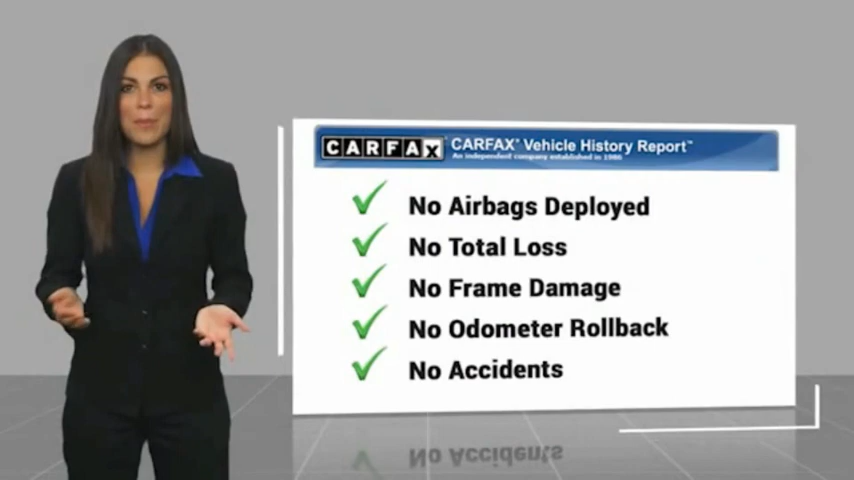 CARFAX CARFAX™ Vehicle History Report™
An independent company established in 1986
No Airbags Deployed
No Total Loss
No Frame Damage
No Odometer Rollback
No Accidents
No Accidents